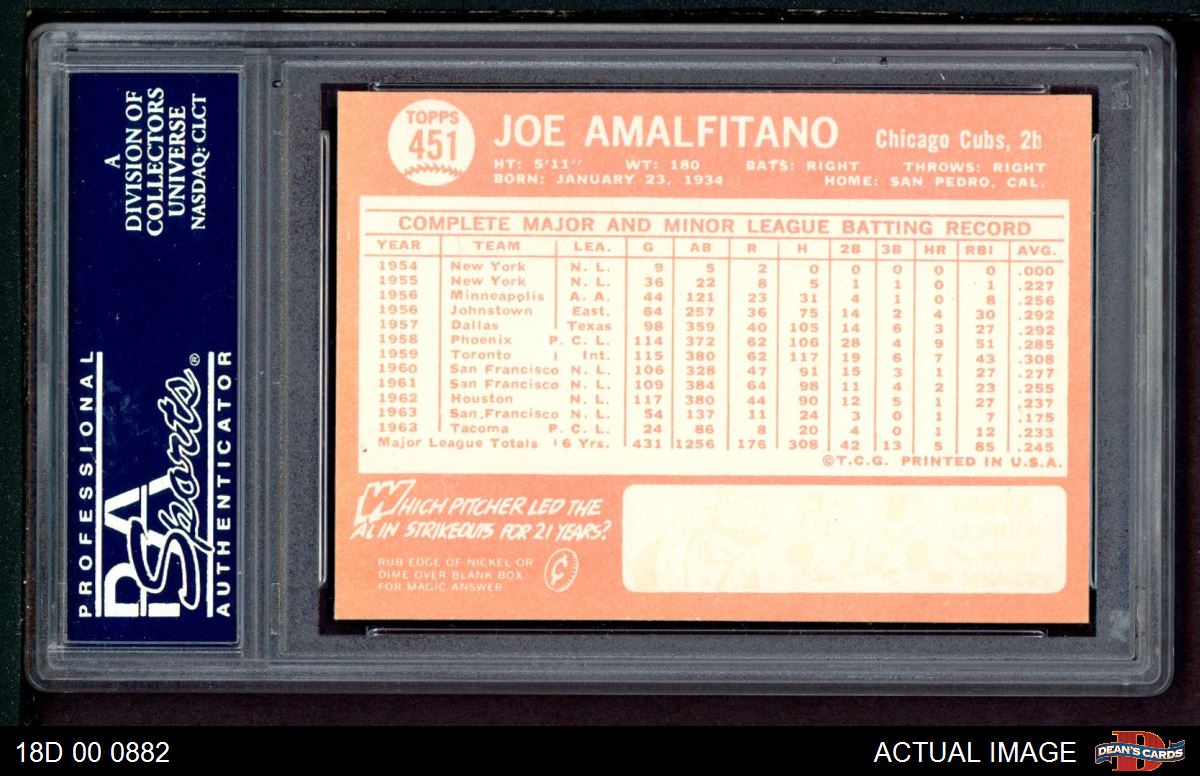 A
DIVISION OF
COLLECTORS
UNIVERSE
NASDAQ: CLCT
PROFESSIONAL
PSA
Sports®
AUTHENTICATOR
TOPPS
451
JOE AMALFITANO Chicago Cubs, 2b
HT: 5'11" WT: 180 BATS: RIGHT THROWS: RIGHT
BORN: JANUARY 23, 1934 HOME: SAN PEDRO, CAL.
COMPLETE MAJOR AND MINOR LEAGUE BATTING RECORD
YEAR TEAM LEA. G AB R H 2B 3B HR RBI AVG.
1954 New York N. L. 9 5 2 0 0 0 0 0 .000
1955 New York N. L. 36 22 8 5 1 1 0 1 .227
1956 Minneapolis A. A. 44 121 23 31 4 1 0 8 .256
1956 Johnstown East. 64 257 36 75 14 2 4 30 .292
1957 Dallas Texas 98 359 40 105 14 6 3 27 .292
1958 Phoenix P. C. L. 114 372 62 106 28 4 9 51 .285
1959 Toronto Int. 115 380 62 117 19 6 7 43 .308
1960 San Francisco N. L. 106 328 47 91 15 3 1 27 .277
1961 San Francisco N. L. 109 384 64 98 11 4 2 23 .255
1962 Houston N. L. 117 380 44 90 12 5 1 27 .237
1963 San Francisco N. L. 54 137 11 24 3 0 1 7 .175
1963 Tacoma P. C. L. 24 86 8 20 4 0 1 12 .233
Major League Totals 6 Yrs. 431 1256 176 308 42 13 5 85 .245
©T.C.G. PRINTED IN U.S.A.
WHICH PITCHER LED THE
AL IN STRIKEOUTS FOR 21 YEARS?
RUB EDGE OF NICKEL OR
DIME OVER BLANK BOX
FOR MAGIC ANSWER
¢
18D 00 0882
ACTUAL IMAGE
DEAN'S CARDS